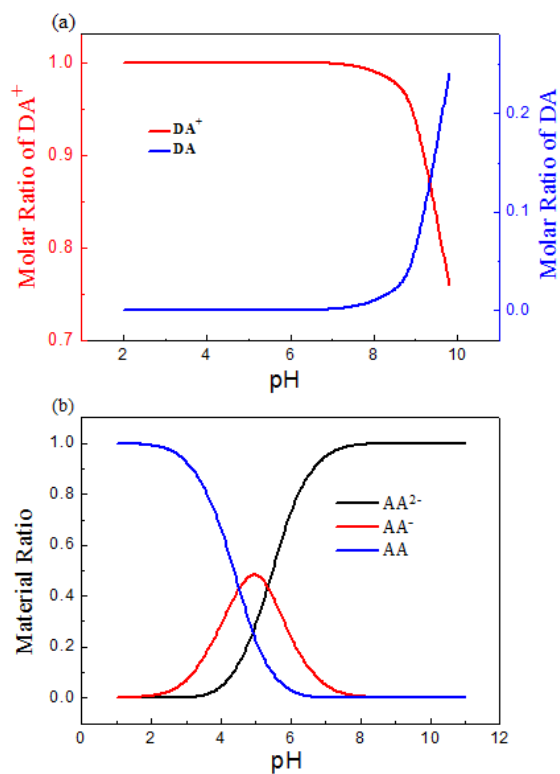 (a)
Molar Ratio of DA⁺
1.0
0.9
0.8
0.7
DA⁺
DA
0.2
0.1
0.0
Molar Ratio of DA
2 4 6 8 10
pH
(b)
Material Ratio
1.0
0.8
0.6
0.4
0.2
0.0
AA²⁻
AA⁻
AA
0 2 4 6 8 10 12
pH